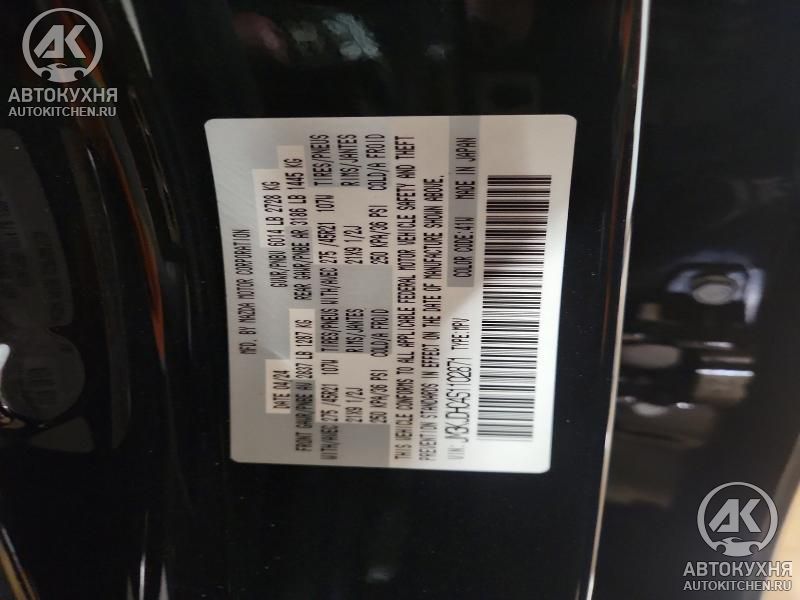 АВТОКУХНЯ
AUTOKITCHEN.RU
MFD. BY MAZDA MOTOR CORPORATION
DATE 04/24 GVWR/PNBV 6014 LB 2728 KG
FRONT GAWR/PNBE AV 2837 LB 1287 KG REAR GAWR/PNBE AR 3186 LB 1445 KG
WITH/AVEC 275 /45R21 107W TIRES/PNEUS WITH/AVEC 275 /45R21 107W TIRES/PNEUS
21X9 1/2J RIMS/JANTES 21X9 1/2J RIMS/JANTES
250 KPA/36 PSI COLD/A FROID 250 KPA/36 PSI COLD/A FROID
THIS VEHICLE CONFORMS TO ALL APPLICABLE FEDERAL MOTOR VEHICLE SAFETY AND THEFT
PREVENT STANDARDS IN EFFECT ON THE DATE OF MANUFACTURE SHOWN ABOVE.
VIN: JM3KJDHC4S1102871 TYPE:MPV COLOR CODE:41W MADE IN JAPAN
АВТОКУХНЯ
AUTOKITCHEN.RU